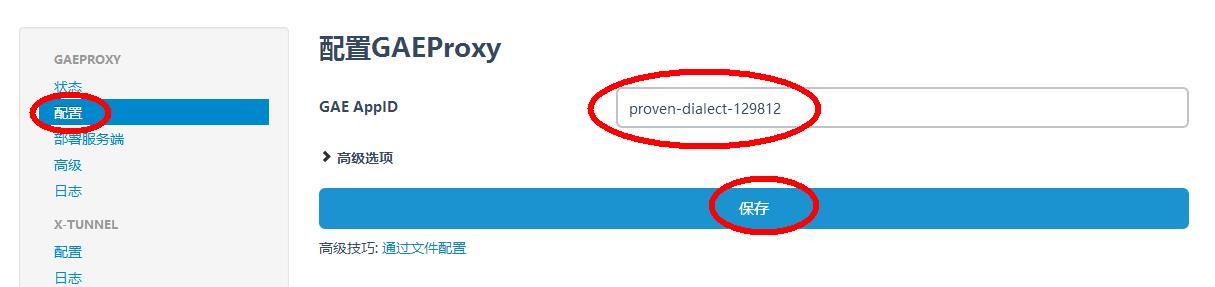 GAEPROXY
状态
配置
部署服务端
高级
日志
X-TUNNEL
配置
日志
配置GAEProxy
GAE AppID
proven-dialect-129812
高级选项
保存
高级技巧: 通过文件配置